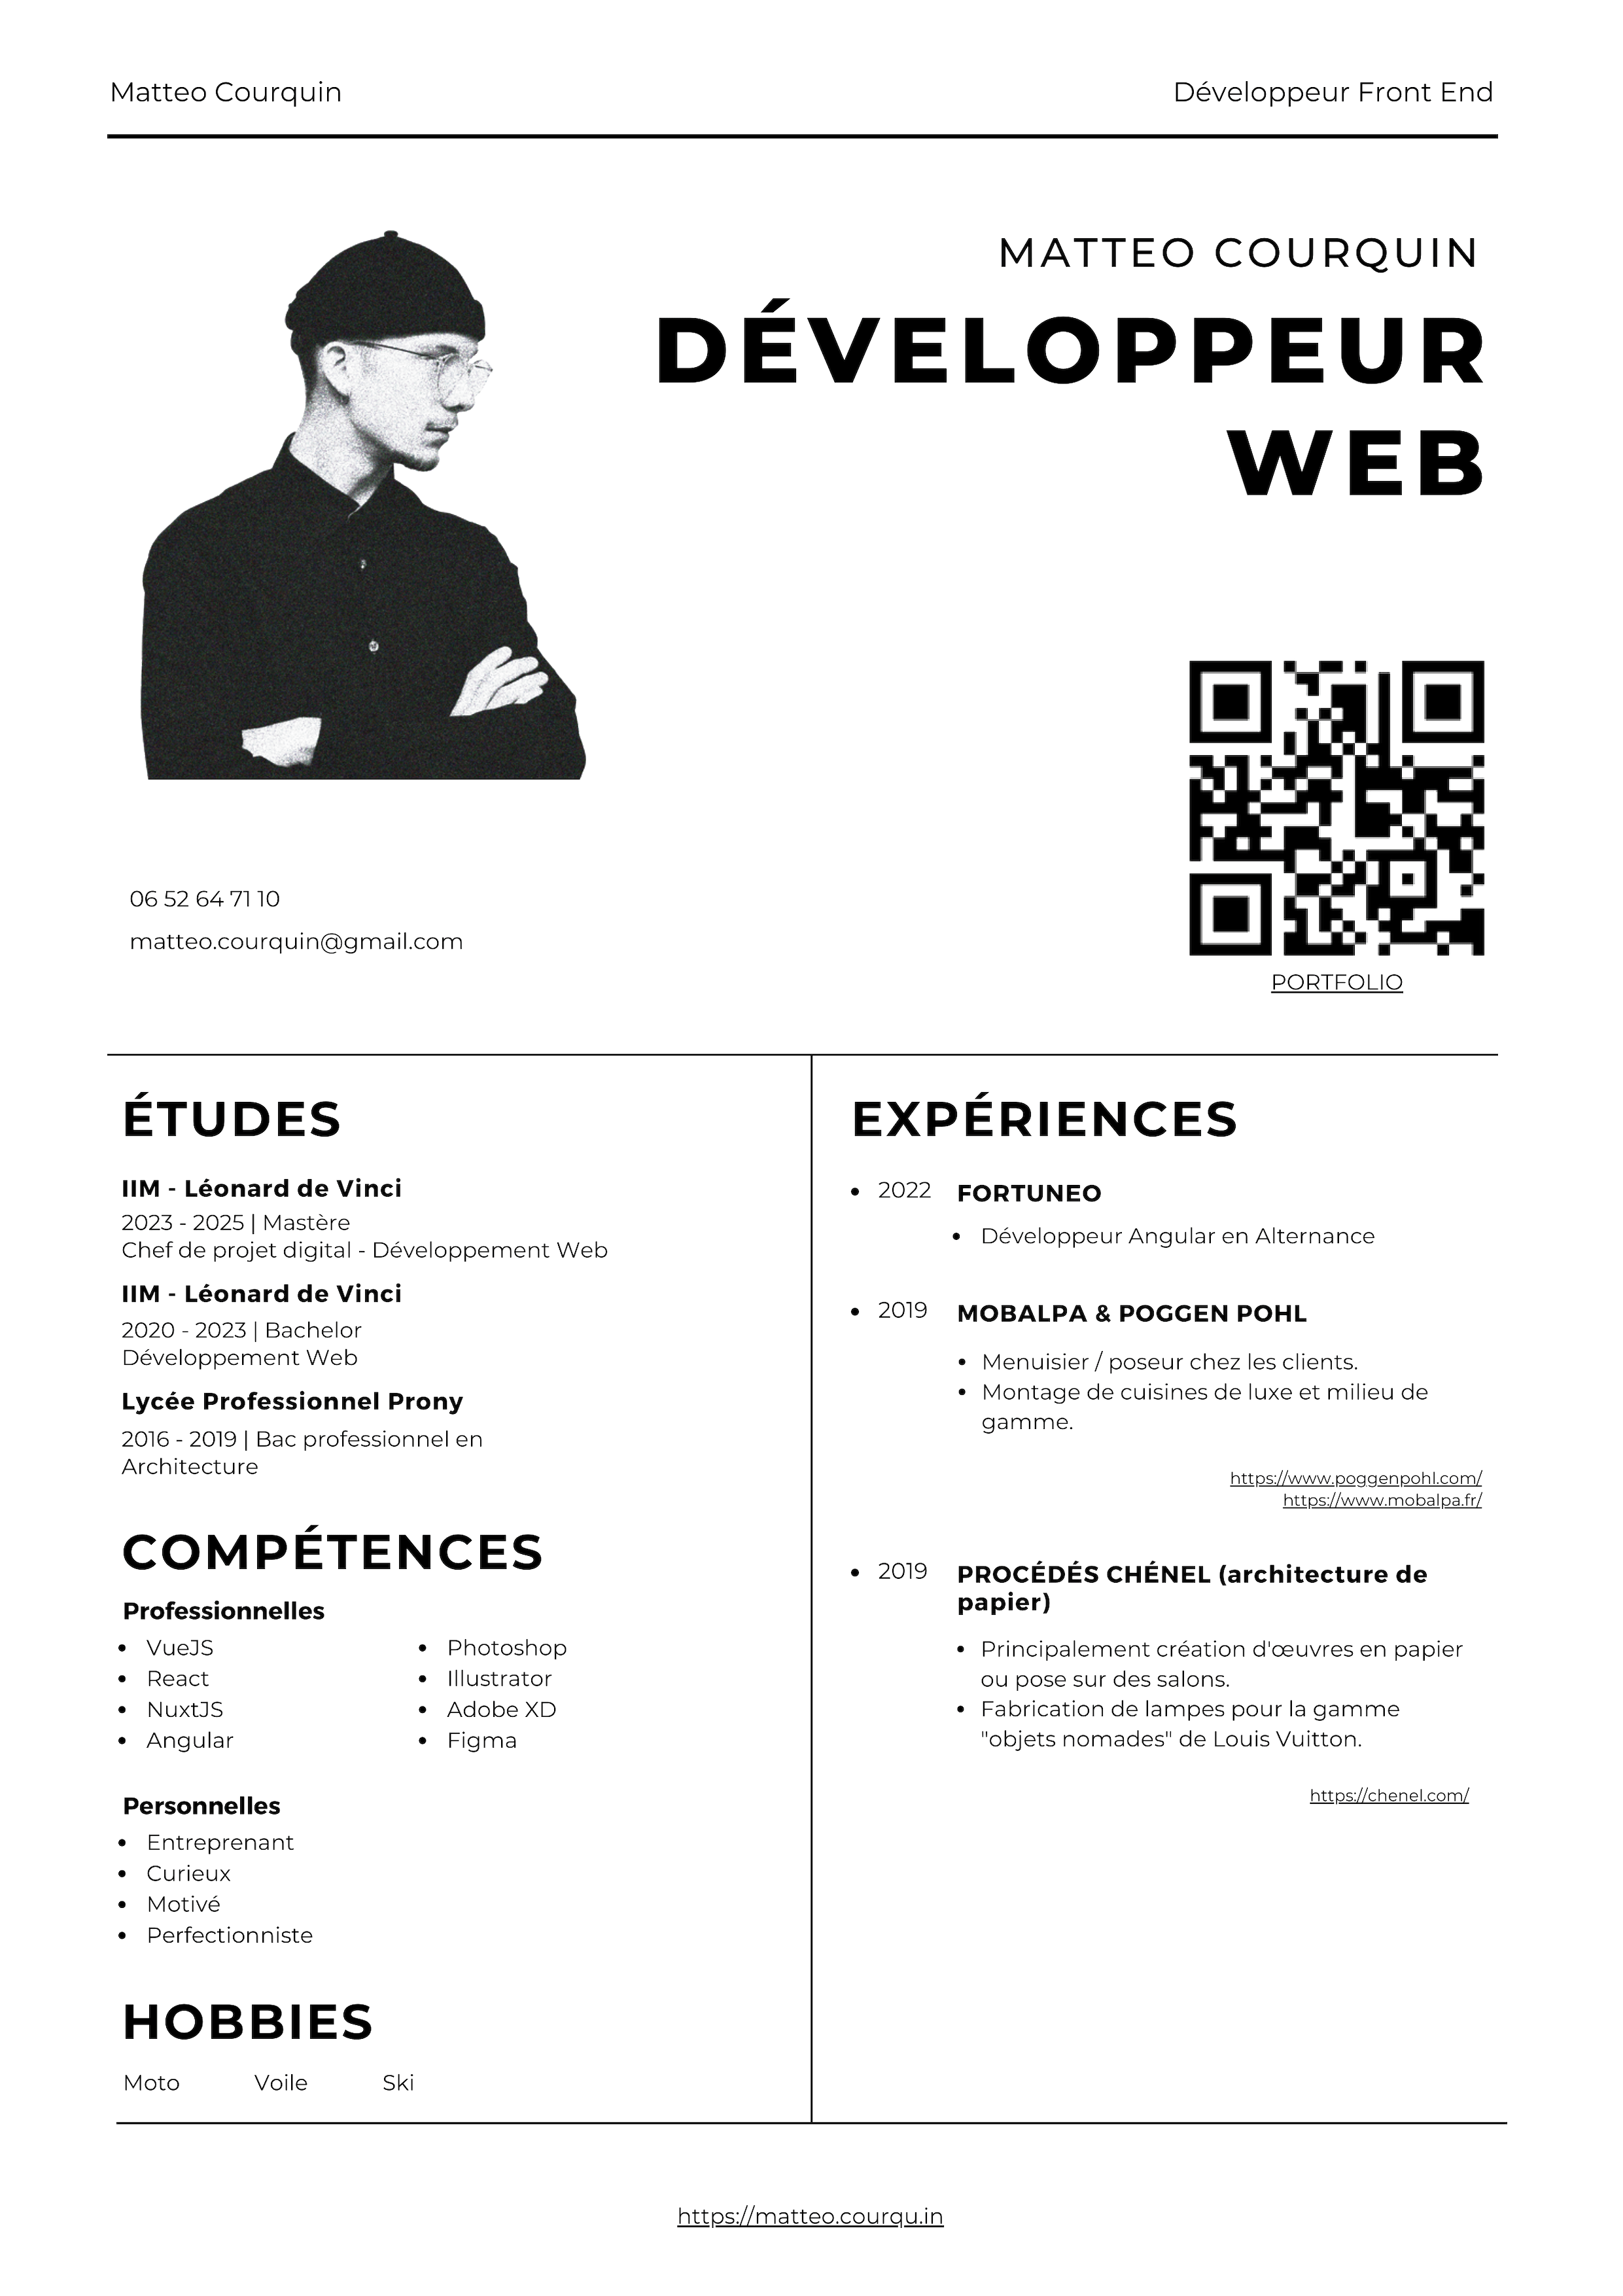 Matteo Courquin
Développeur Front End
MATTEO COURQUIN
DÉVELOPPEUR
WEB
06 52 64 71 10
matteo.courquin@gmail.com
PORTFOLIO
ÉTUDES
IIM - Léonard de Vinci
2023 - 2025 | Mastère
Chef de projet digital - Développement Web
IIM - Léonard de Vinci
2020 - 2023 | Bachelor
Développement Web
Lycée Professionnel Prony
2016 - 2019 | Bac professionnel en
Architecture
COMPÉTENCES
Professionnelles
• VueJS
• React
• NuxtJS
• Angular
• Photoshop
• Illustrator
• Adobe XD
• Figma
Personnelles
• Entreprenant
• Curieux
• Motivé
• Perfectionniste
HOBBIES
Moto Voile Ski
EXPÉRIENCES
• 2022 FORTUNEO
• Développeur Angular en Alternance
• 2019 MOBALPA & POGGEN POHL
• Menuisier / poseur chez les clients.
• Montage de cuisines de luxe et milieu de
gamme.
https://www.poggenpohl.com/
https://www.mobalpa.fr/
• 2019 PROCÉDÉS CHÉNEL (architecture de
papier)
• Principalement création d'œuvres en papier
ou pose sur des salons.
• Fabrication de lampes pour la gamme
"objets nomades" de Louis Vuitton.
https://chenel.com/
https://matteo.courqu.in